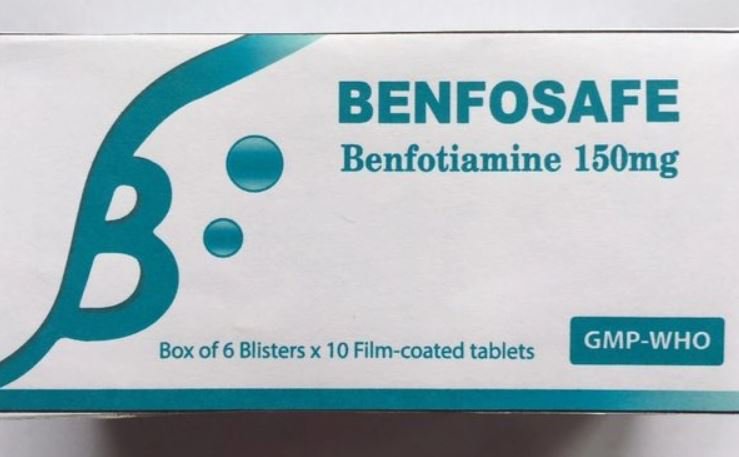 BENFOSAFE
Benfotiamine 150mg
B
Box of 6 Blisters x 10 Film-coated tablets
GMP-WHO